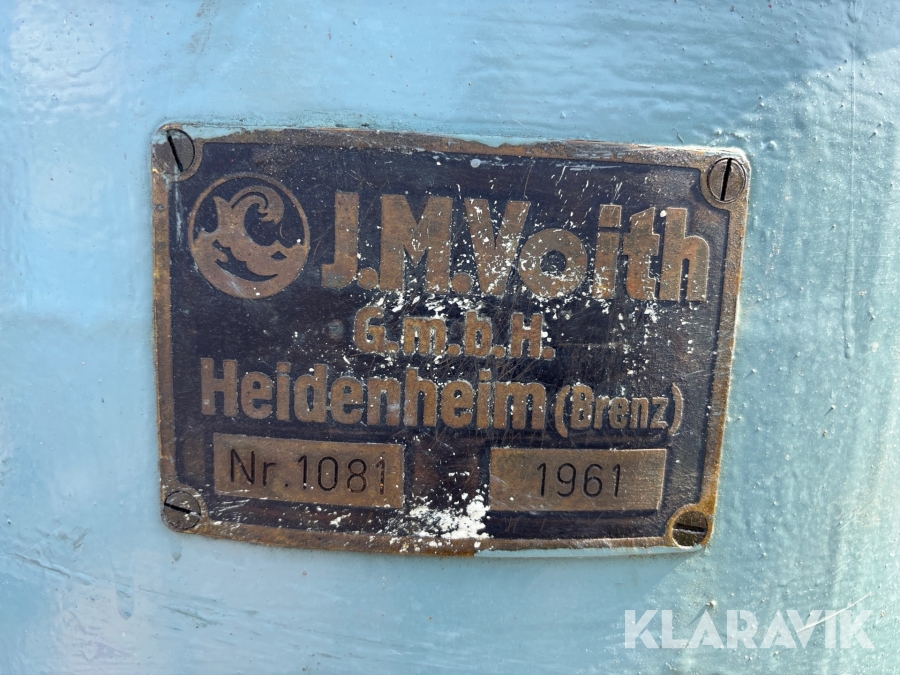 J.M.Voith
G.m.b.H.
Heidenheim (Brenz)
Nr. 1081 1961
KLARAVIK